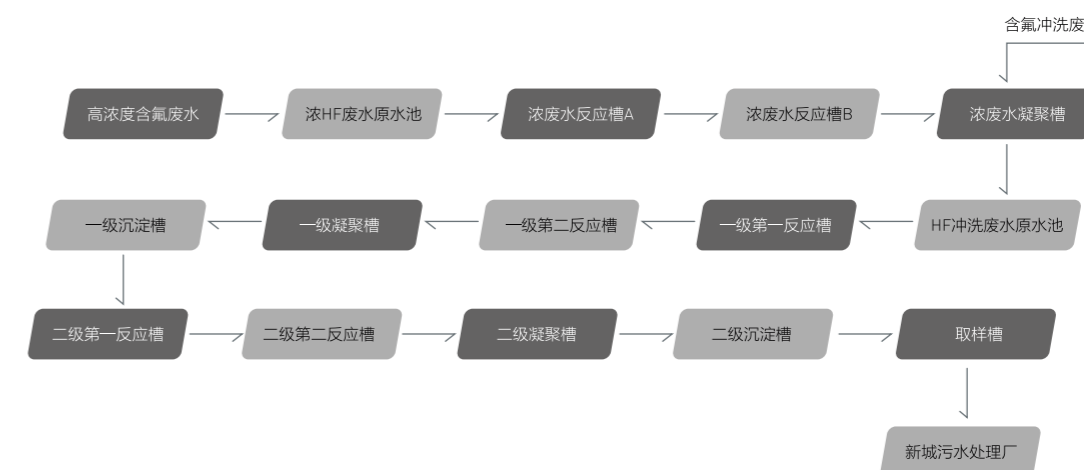 含氟冲洗废
高浓度含氟废水
浓HF废水原水池
浓废水反应槽A
浓废水反应槽B
浓废水凝聚槽
一级沉淀槽
一级凝聚槽
一级第二反应槽
一级第一反应槽
HF冲洗废水原水池
二级第一反应槽
二级第二反应槽
二级凝聚槽
二级沉淀槽
取样槽
新城污水处理厂